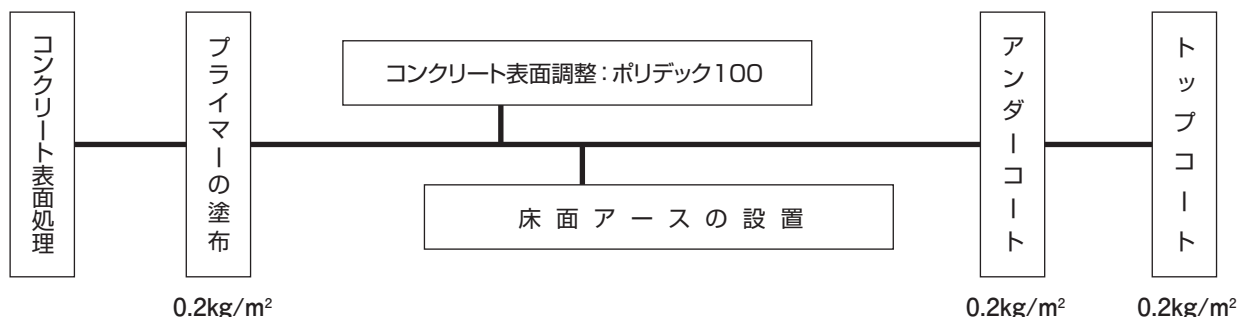 コンクリート表面処理
プライマーの塗布
コンクリート表面調整：ポリデック100
床面アースの設置
アンダーコート
トップコート
0.2kg/m²
0.2kg/m²
0.2kg/m²